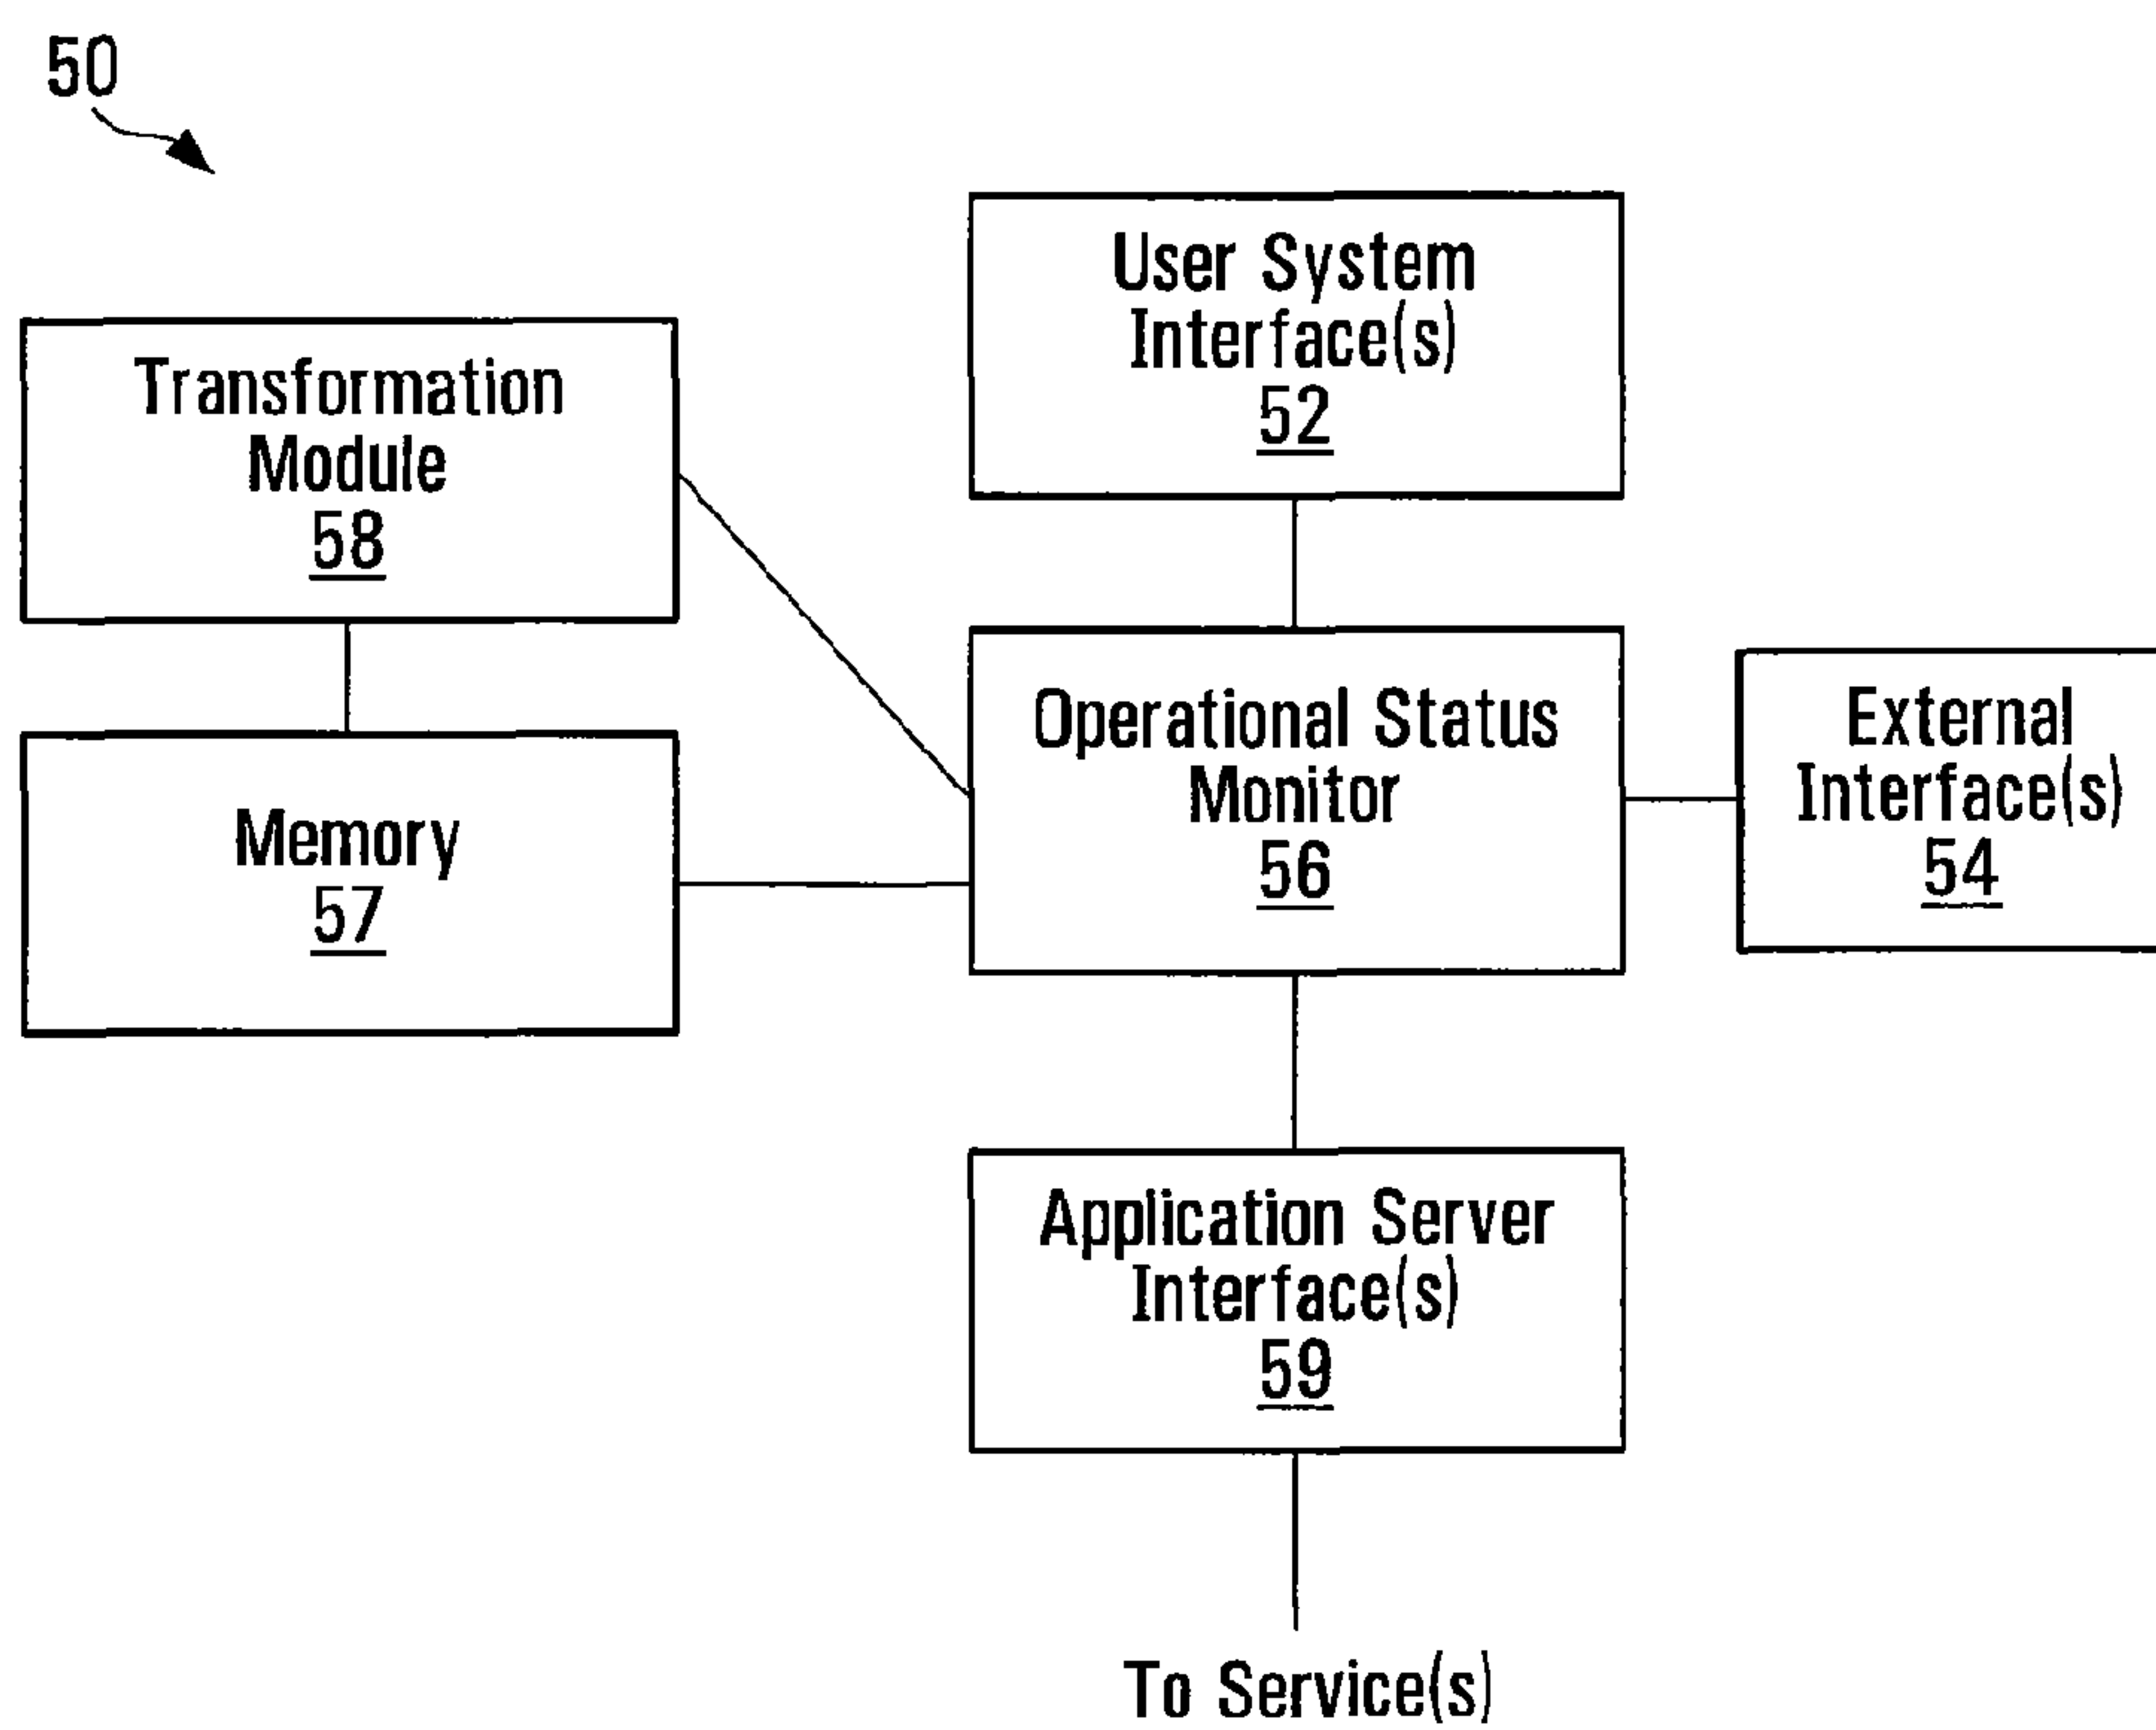 50
User System
Interface(s)
52
Transformation
Module
58
Operational Status
Monitor
56
External
Interface(s)
54
Memory
57
Application Server
Interface(s)
59
To Service(s)